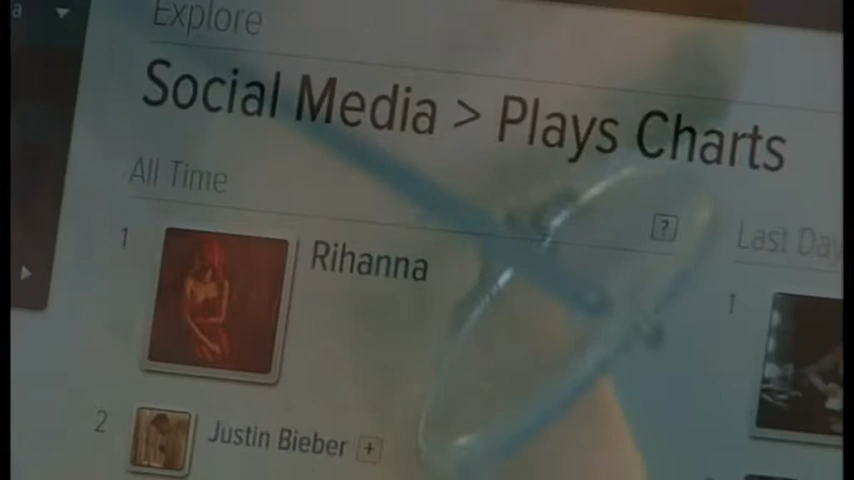 a
Explore
Social Media > Plays Charts
All Time
?
Last Day
1
Rihanna
1
2
Justin Bieber +